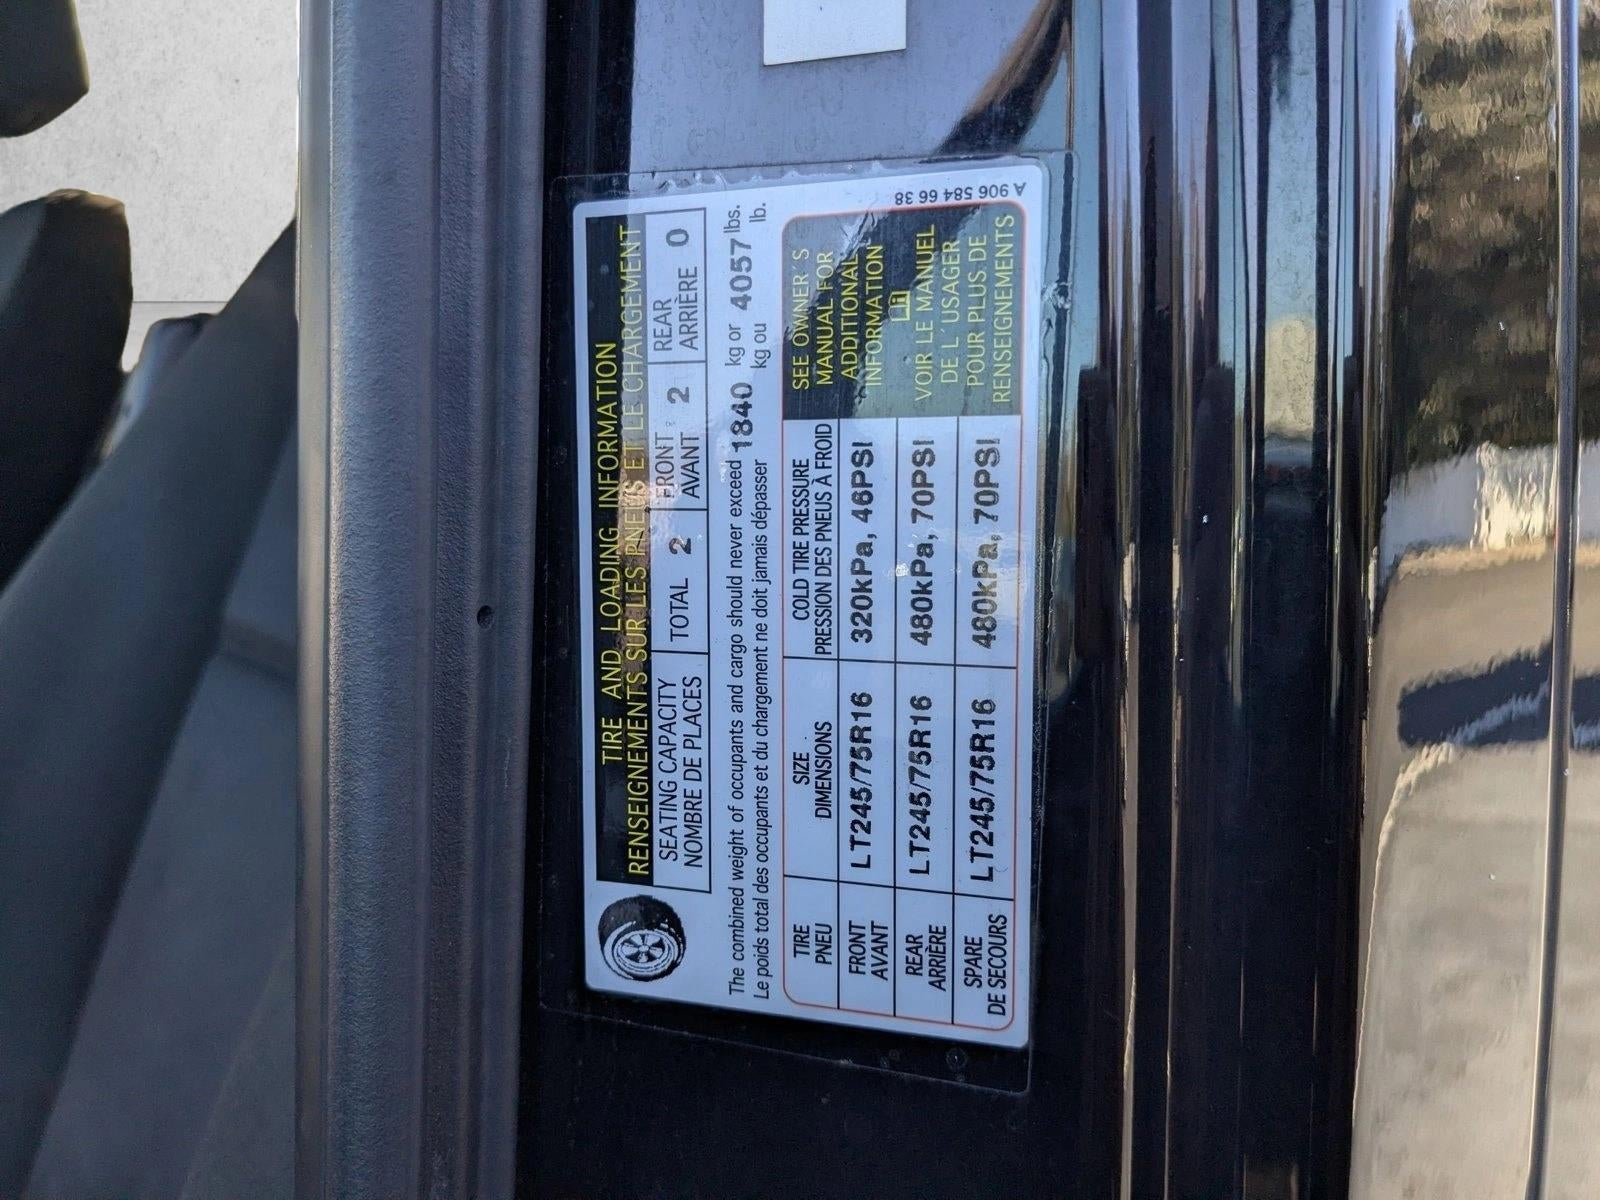 TIRE AND LOADING INFORMATION
RENSEIGNEMENTS SUR LES PNEUS ET LE CHARGEMENT
SEATING CAPACITY
NOMBRE DE PLACES
TOTAL 2
FRONT
AVANT 2
REAR
ARRIÈRE 0
The combined weight of occupants and cargo should never exceed 1840 kg or 4057 lbs.
Le poids total des occupants et du chargement ne doit jamais dépasser kg ou lb.
TIRE
PNEU
SIZE
DIMENSIONS
COLD TIRE PRESSURE
PRESSION DES PNEUS À FROID
FRONT
AVANT
LT245/75R16
320kPa, 46PSI
REAR
ARRIÈRE
LT245/75R16
480kPa, 70PSI
SPARE
DE SECOURS
LT245/75R16
480kPa, 70PSI
SEE OWNER'S
MANUAL FOR
ADDITIONAL
INFORMATION
VOIR LE MANUEL
DE L'USAGER
POUR PLUS DE
RENSEIGNEMENTS
A 906 584 66 38